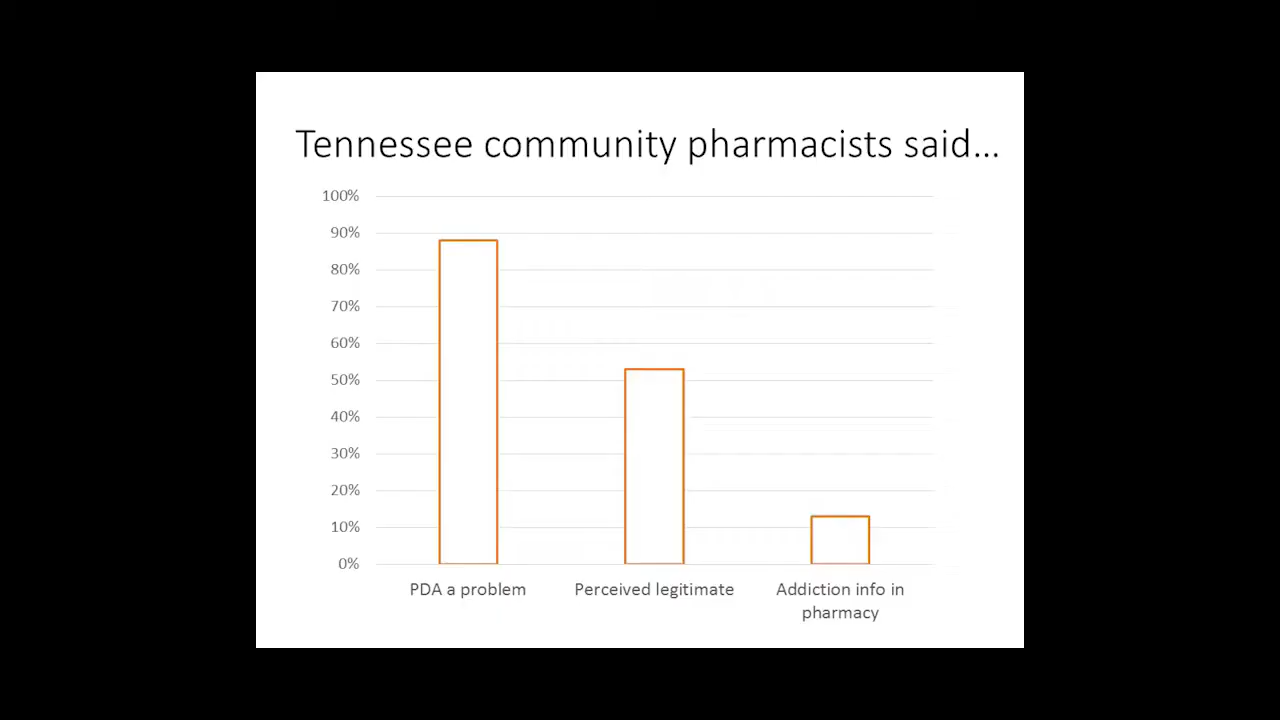 Tennessee community pharmacists said...
100%
90%
80%
70%
60%
50%
40%
30%
20%
10%
0%
PDA a problem
Perceived legitimate
Addiction info in
pharmacy